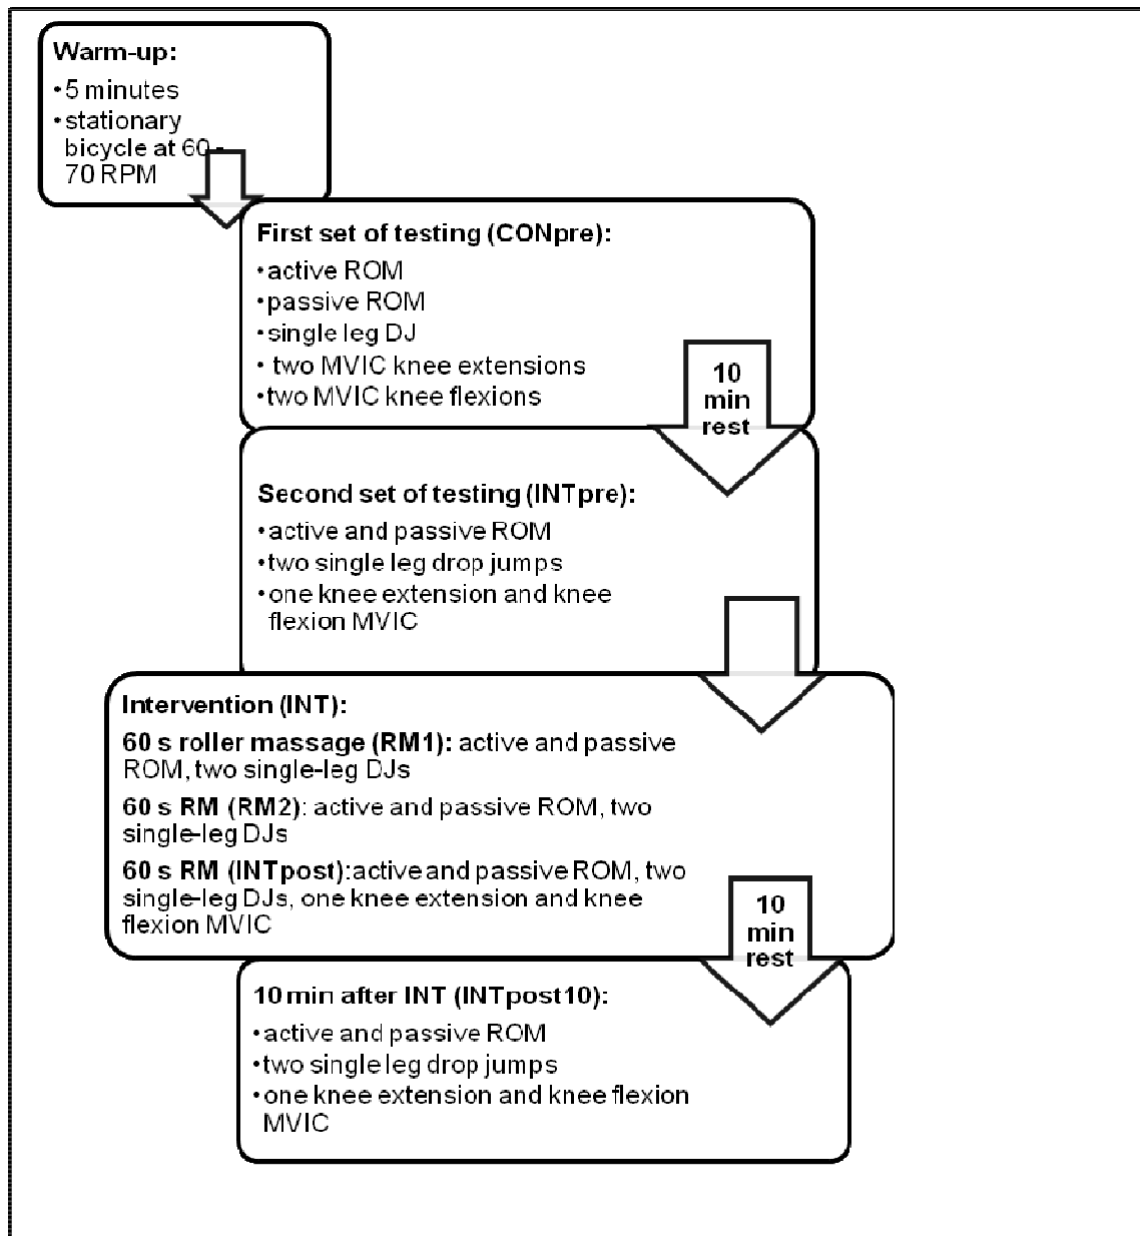 Warm-up:
•5 minutes
•stationary
bicycle at 60 -
70 RPM
First set of testing (CONpre):
•active ROM
•passive ROM
•single leg DJ
• two MVIC knee extensions
•two MVIC knee flexions
10
min
rest
Second set of testing (INTpre):
•active and passive ROM
•two single leg drop jumps
•one knee extension and knee
flexion MVIC
Intervention (INT):
60 s roller massage (RM1): active and passive
ROM, two single-leg DJs
60 s RM (RM2): active and passive ROM, two
single-leg DJs
60 s RM (INTpost):active and passive ROM, two
single-leg DJs, one knee extension and knee
flexion MVIC
10
min
rest
10 min after INT (INTpost10):
•active and passive ROM
•two single leg drop jumps
•one knee extension and knee flexion
MVIC